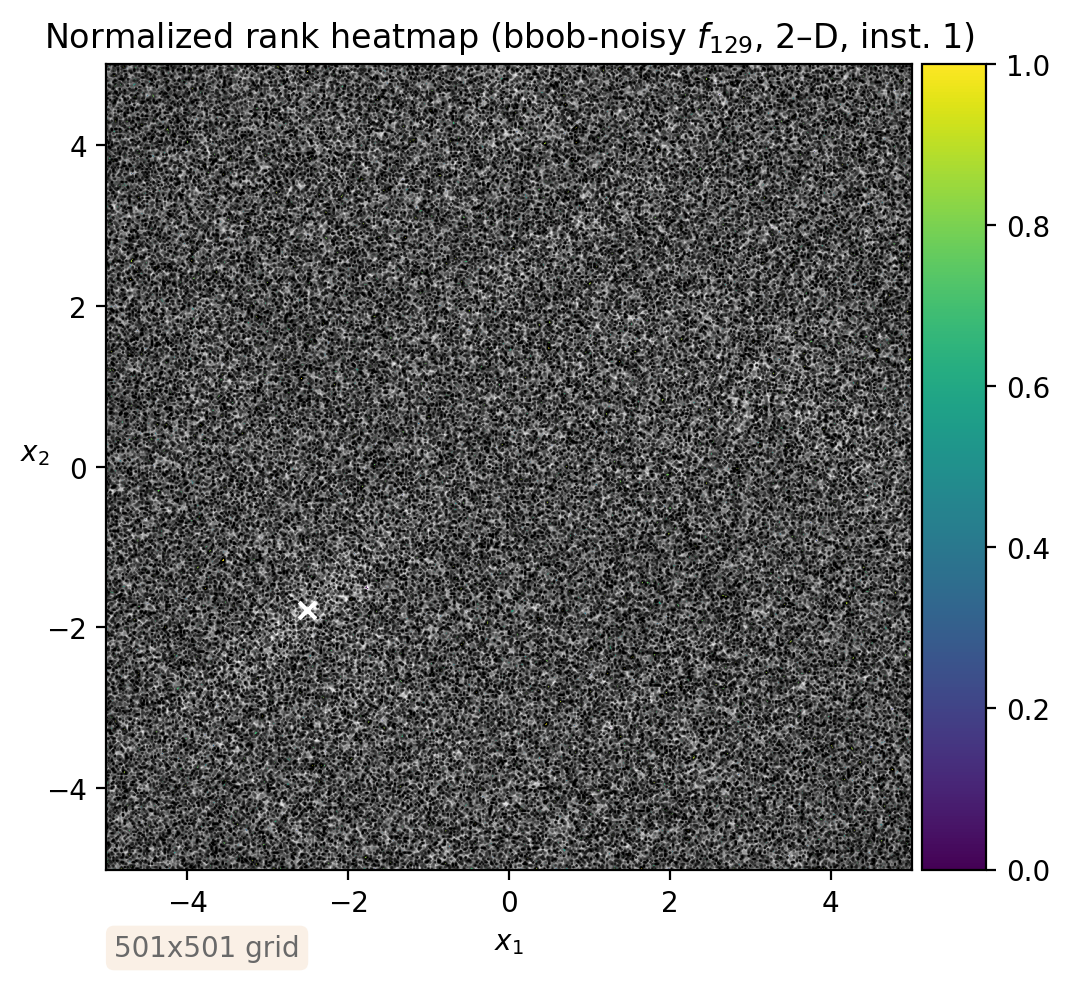 Normalized rank heatmap (bbob-noisy f₁₂₉, 2–D, inst. 1)
1.0
0.8
0.6
0.4
0.2
0.0
4
2
0
−2
−4
x₂
−4 −2 0 2 4
x₁
501x501 grid